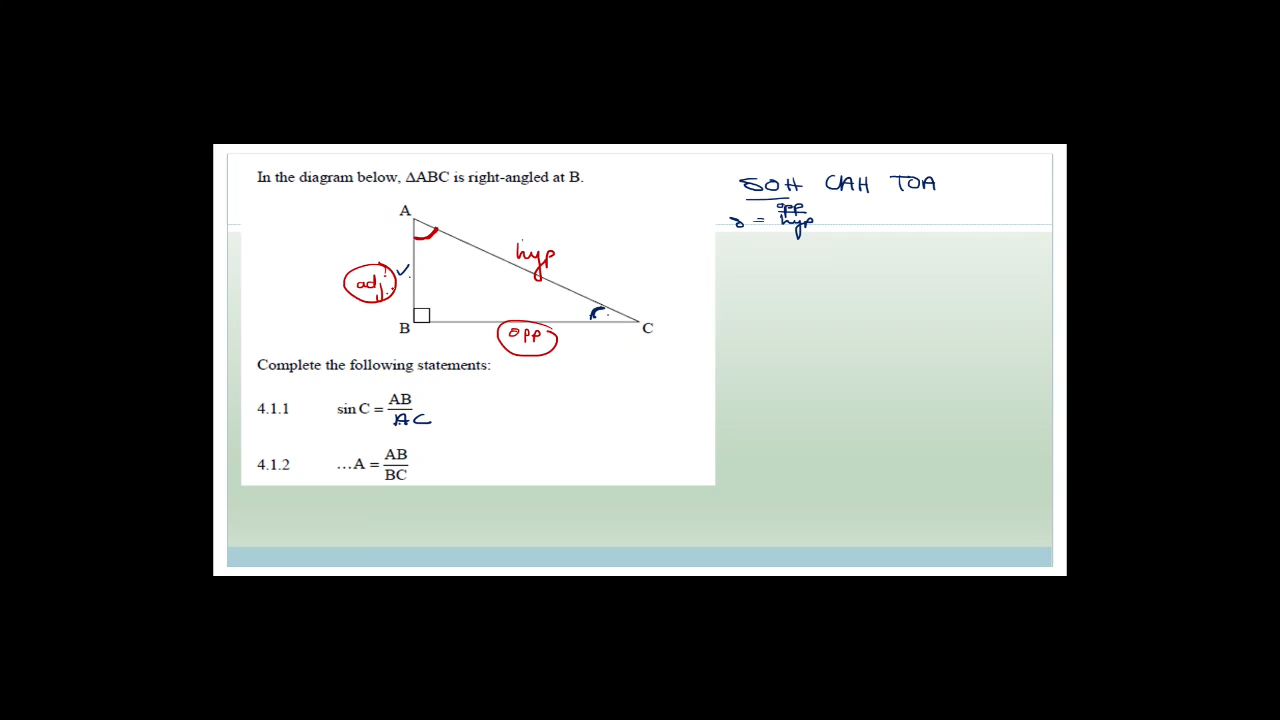 In the diagram below, ΔABC is right-angled at B.
SOH CAH TOA
opp
= hyp
A
hyp
adj
B
opp
C
Complete the following statements:
4.1.1 sin C = AB
AC
4.1.2 …A = AB
BC